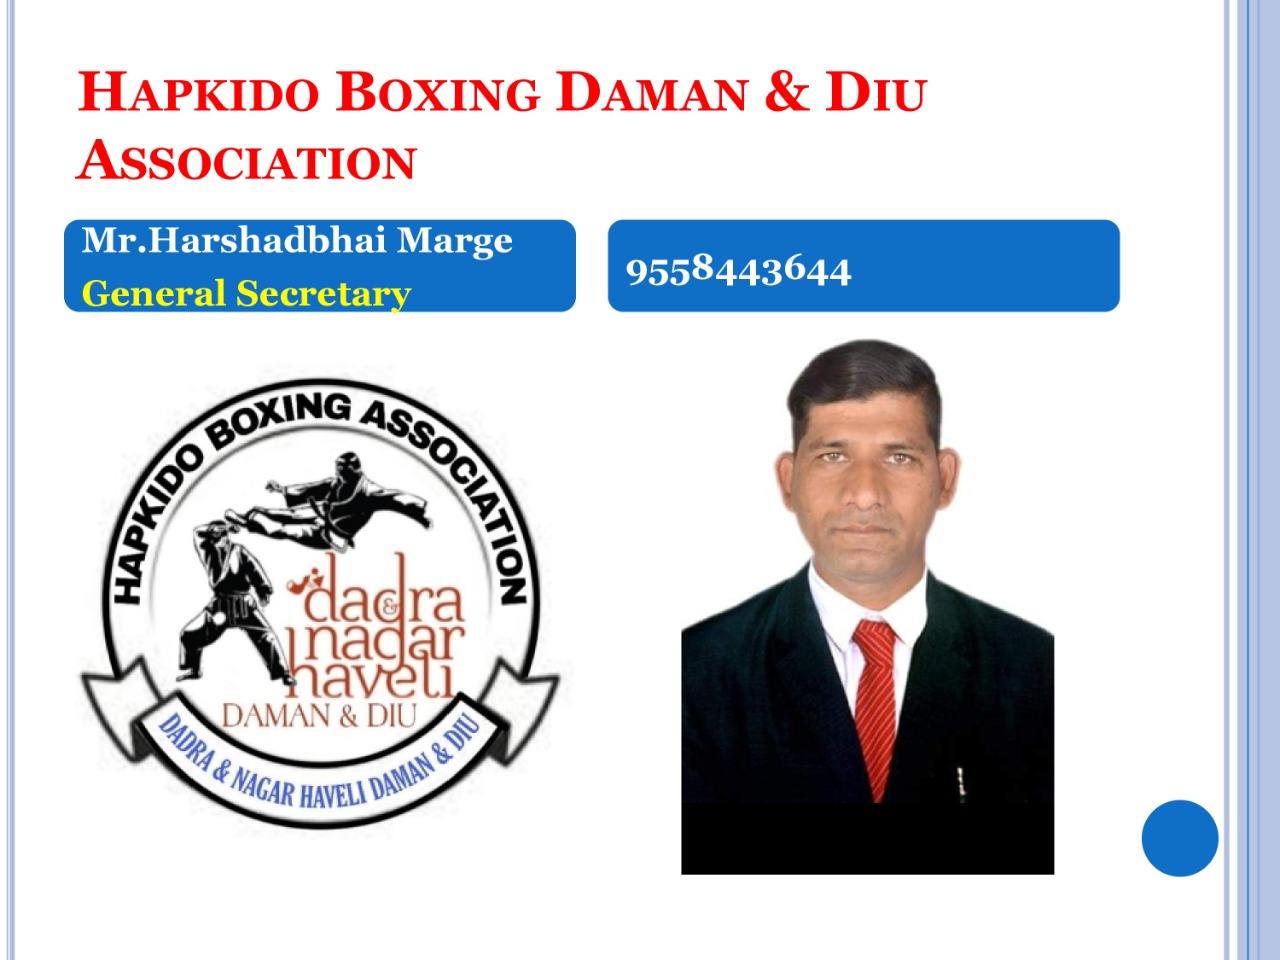 Hapkido Boxing Daman & Diu
Association
Mr.Harshadbhai Marge
General Secretary
9558443644
HAPKIDO BOXING ASSOCIATION
dadra
&
nagar
haveli
DAMAN & DIU
DADRA & NAGAR HAVELI DAMAN & DIU